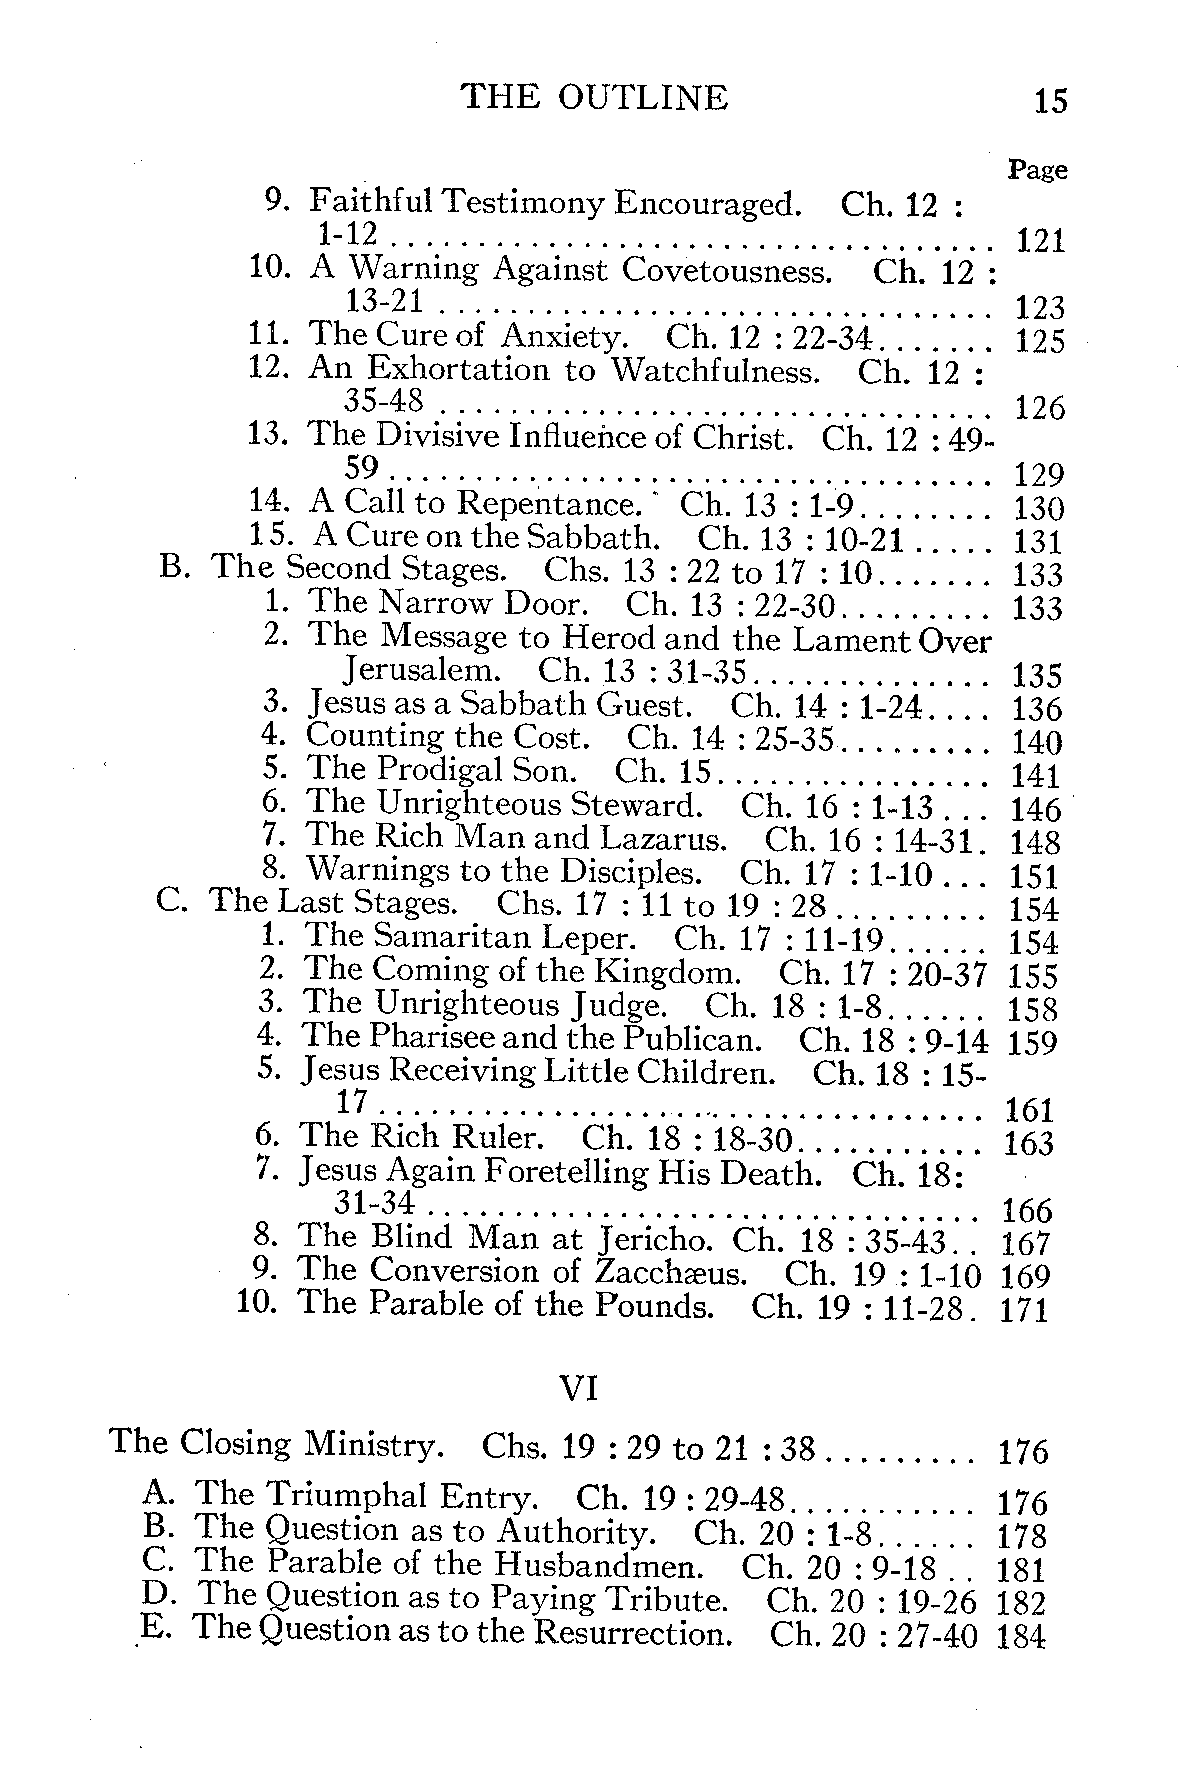 THE OUTLINE 15
Page
9. Faithful Testimony Encouraged. Ch. 12 :
1-12 .................................. 121
10. A Warning Against Covetousness. Ch. 12 :
13-21 ............................... 123
11. The Cure of Anxiety. Ch. 12 : 22-34....... 125
12. An Exhortation to Watchfulness. Ch. 12 :
35-48 ............................... 126
13. The Divisive Influence of Christ. Ch. 12 : 49-
59.................................. 129
14. A Call to Repentance. Ch. 13 : 1-9........ 130
15. A Cure on the Sabbath. Ch. 13 : 10-21 ..... 131
B. The Second Stages. Chs. 13 : 22 to 17 : 10....... 133
1. The Narrow Door. Ch. 13 : 22-30......... 133
2. The Message to Herod and the Lament Over
Jerusalem. Ch. 13 : 31-35.............. 135
3. Jesus as a Sabbath Guest. Ch. 14 : 1-24.... 136
4. Counting the Cost. Ch. 14 : 25-35......... 140
5. The Prodigal Son. Ch. 15................ 141
6. The Unrighteous Steward. Ch. 16 : 1-13... 146
7. The Rich Man and Lazarus. Ch. 16 : 14-31. 148
8. Warnings to the Disciples. Ch. 17 : 1-10... 151
C. The Last Stages. Chs. 17 : 11 to 19 : 28......... 154
1. The Samaritan Leper. Ch. 17 : 11-19...... 154
2. The Coming of the Kingdom. Ch. 17 : 20-37 155
3. The Unrighteous Judge. Ch. 18 : 1-8...... 158
4. The Pharisee and the Publican. Ch. 18 : 9-14 159
5. Jesus Receiving Little Children. Ch. 18 : 15-
17.................................. 161
6. The Rich Ruler. Ch. 18 : 18-30........... 163
7. Jesus Again Foretelling His Death. Ch. 18:
31-34................................ 166
8. The Blind Man at Jericho. Ch. 18 : 35-43.. 167
9. The Conversion of Zacchæus. Ch. 19 : 1-10 169
10. The Parable of the Pounds. Ch. 19 : 11-28. 171
VI
The Closing Ministry. Chs. 19 : 29 to 21 : 38......... 176
A. The Triumphal Entry. Ch. 19 : 29-48........... 176
B. The Question as to Authority. Ch. 20 : 1-8...... 178
C. The Parable of the Husbandmen. Ch. 20 : 9-18 .. 181
D. The Question as to Paying Tribute. Ch. 20 : 19-26 182
E. The Question as to the Resurrection. Ch. 20 : 27-40 184